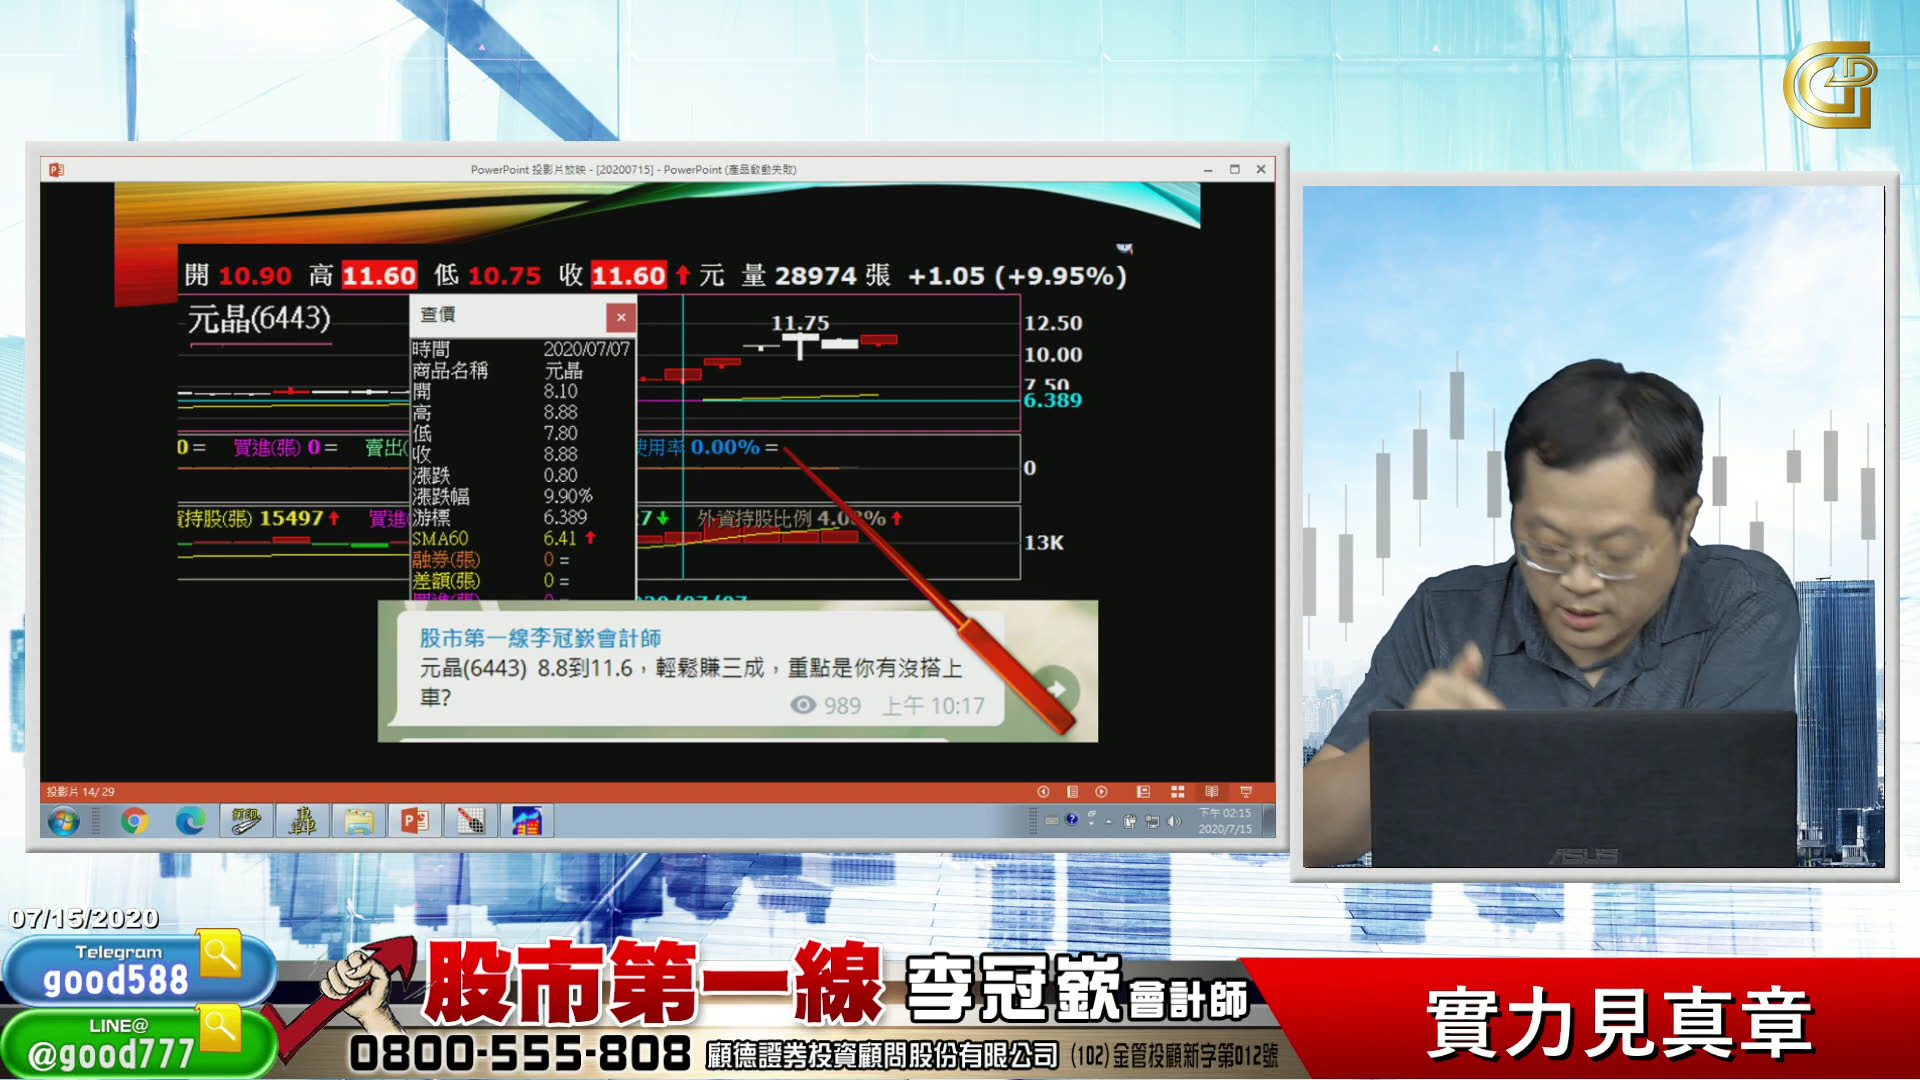 PowerPoint 投影片放映 - [20200715] - PowerPoint (產品啟動失敗)
開 10.90 高 11.60 低 10.75 收 11.60 元 量 28974 張 +1.05 (+9.95%)
元晶(6443)
查價
時間 2020/07/07
商品名稱 元晶
開 8.10
高 8.88
低 7.80
收 8.88
漲跌 0.80
漲跌幅 9.90%
游標 6.389
SMA60 6.41
融券(張) 0 =
差額(張) 0 =
11.75
12.50
10.00
7.50
6.389
0 = 買進(張) 0 = 賣出(
使用率 0.00% =
0
資持股(張) 15497 買進
7 外資持股比例
13K
股市第一線李冠嶔會計師
元晶(6443) 8.8到11.6,輕鬆賺三成,重點是你有沒搭上
車?
989 上午 10:17
投影片 14/ 29
下午 02:15
2020/7/15
ASUS
07/15/2020
Telegram
good588
LINE@
@good777
股市第一線 李冠嶔 會計師
0800-555-808 顧德證券投資顧問股份有限公司 (102)金管投顧新字第012號
實力見真章